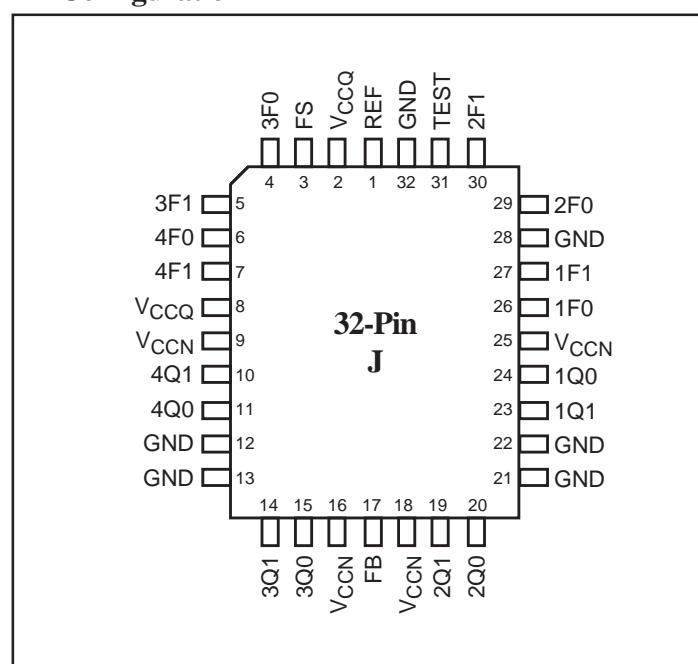 3F0 FS VCCQ REF GND TEST 2F1
4 3 2 1 32 31 30
3F1 5 29 2F0
4F0 6 28 GND
4F1 7 27 1F1
VCCQ 8 26 1F0
32-Pin
J
VCCN 9 25 VCCN
4Q1 10 24 1Q0
4Q0 11 23 1Q1
GND 12 22 GND
GND 13 21 GND
14 15 16 17 18 19 20
3Q1 3Q0 VCCN FB VCCN 2Q1 2Q0